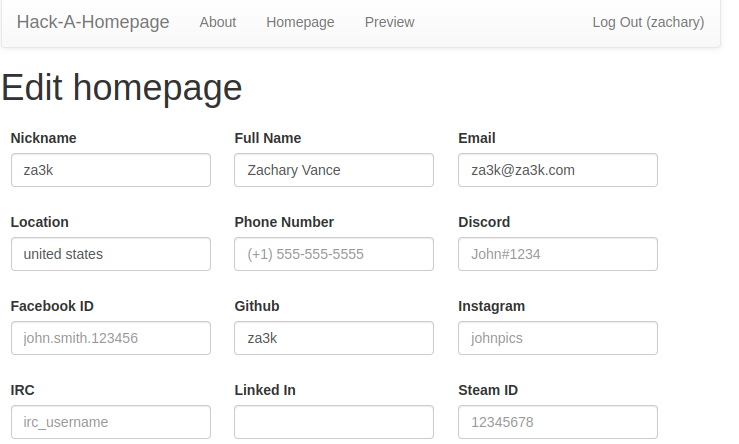 Hack-A-Homepage About Homepage Preview Log Out (zachary)
Edit homepage
Nickname Full Name Email
za3k Zachary Vance za3k@za3k.com
Location Phone Number Discord
united states (+1) 555-555-5555 John#1234
Facebook ID Github Instagram
john.smith.123456 za3k johnpics
IRC Linked In Steam ID
irc_username 12345678